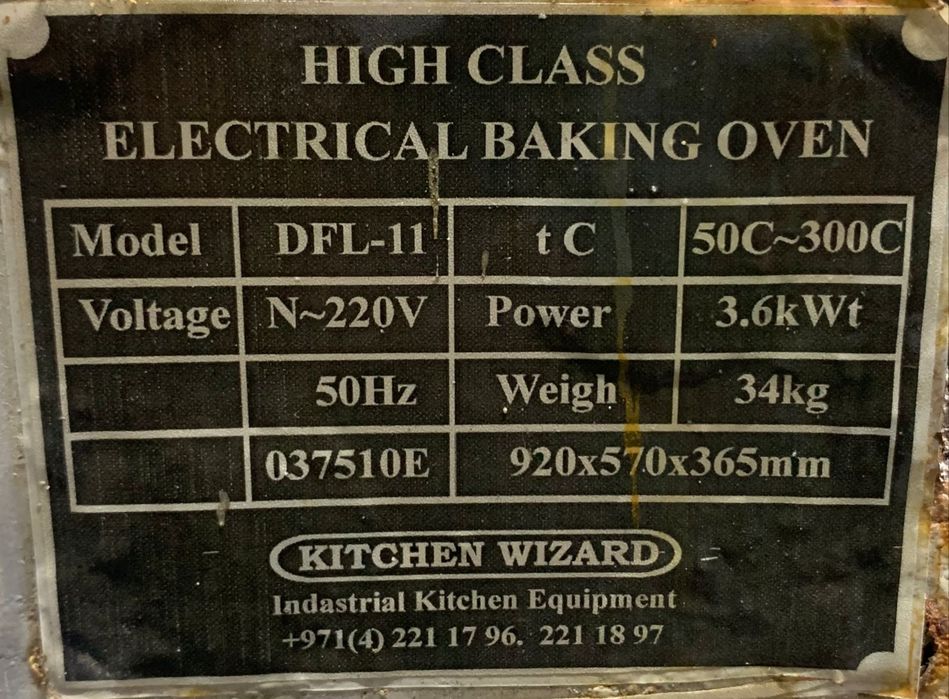 HIGH CLASS
ELECTRICAL BAKING OVEN
Model DFL-11 t C 50C~300C
Voltage N~220V Power 3.6kWt
50Hz Weigh 34kg
037510E 920x570x365mm
KITCHEN WIZARD
Indastrial Kitchen Equipment
+971(4) 221 17 96. 221 18 97